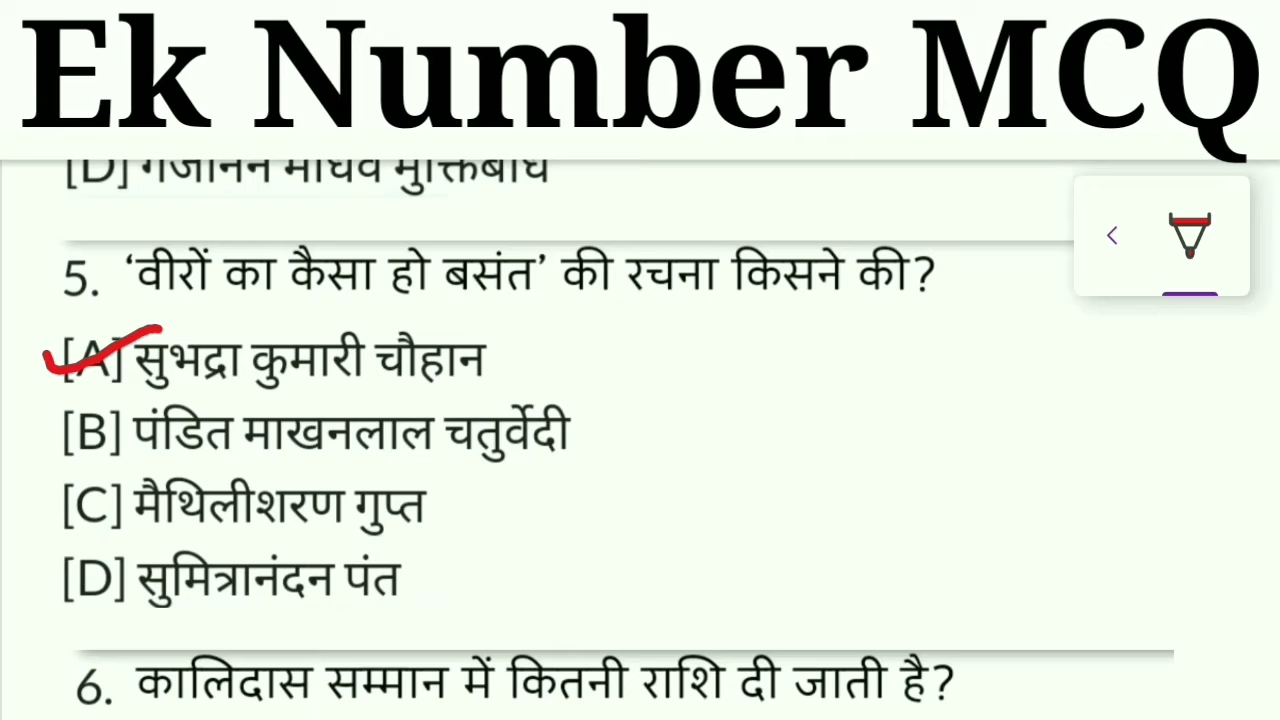 Ek Number MCQ
[D] गजानन माधव मुक्तिबोध
5. ‘वीरों का कैसा हो बसंत’ की रचना किसने की?
[A] सुभद्रा कुमारी चौहान
[B] पंडित माखनलाल चतुर्वेदी
[C] मैथिलीशरण गुप्त
[D] सुमित्रानंदन पंत
6. कालिदास सम्मान में कितनी राशि दी जाती है?